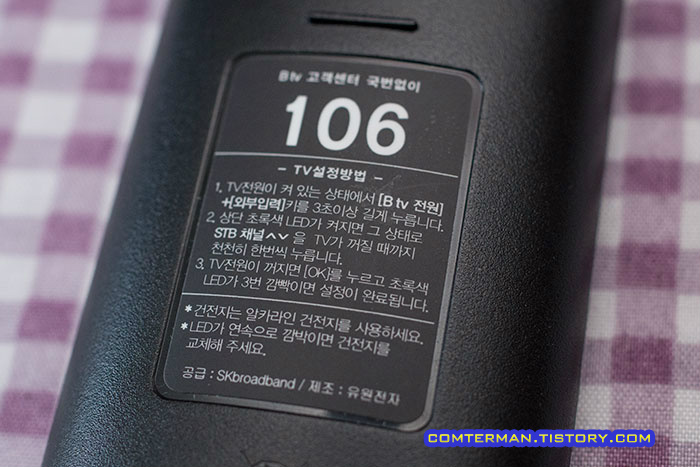 B tv 고객센터 국번없이
106
- TV설정방법 -
1. TV전원이 켜 있는 상태에서 [B tv 전원]
+[외부입력]키를 3초이상 길게 누릅니다.
2. 상단 초록색 LED가 켜지면 그 상태로
STB 채널∧∨ 을 TV가 꺼질 때까지
천천히 한번씩 누릅니다.
3. TV전원이 꺼지면 [OK]를 누르고 초록색
LED가 3번 깜빡이면 설정이 완료됩니다.
*건전지는 알카라인 건전지를 사용하세요.
*LED가 연속으로 깜박이면 건전지를
교체해 주세요.
공급 : SKbroadband / 제조 : 유원전자
COMTERMAN.TISTORY.COM